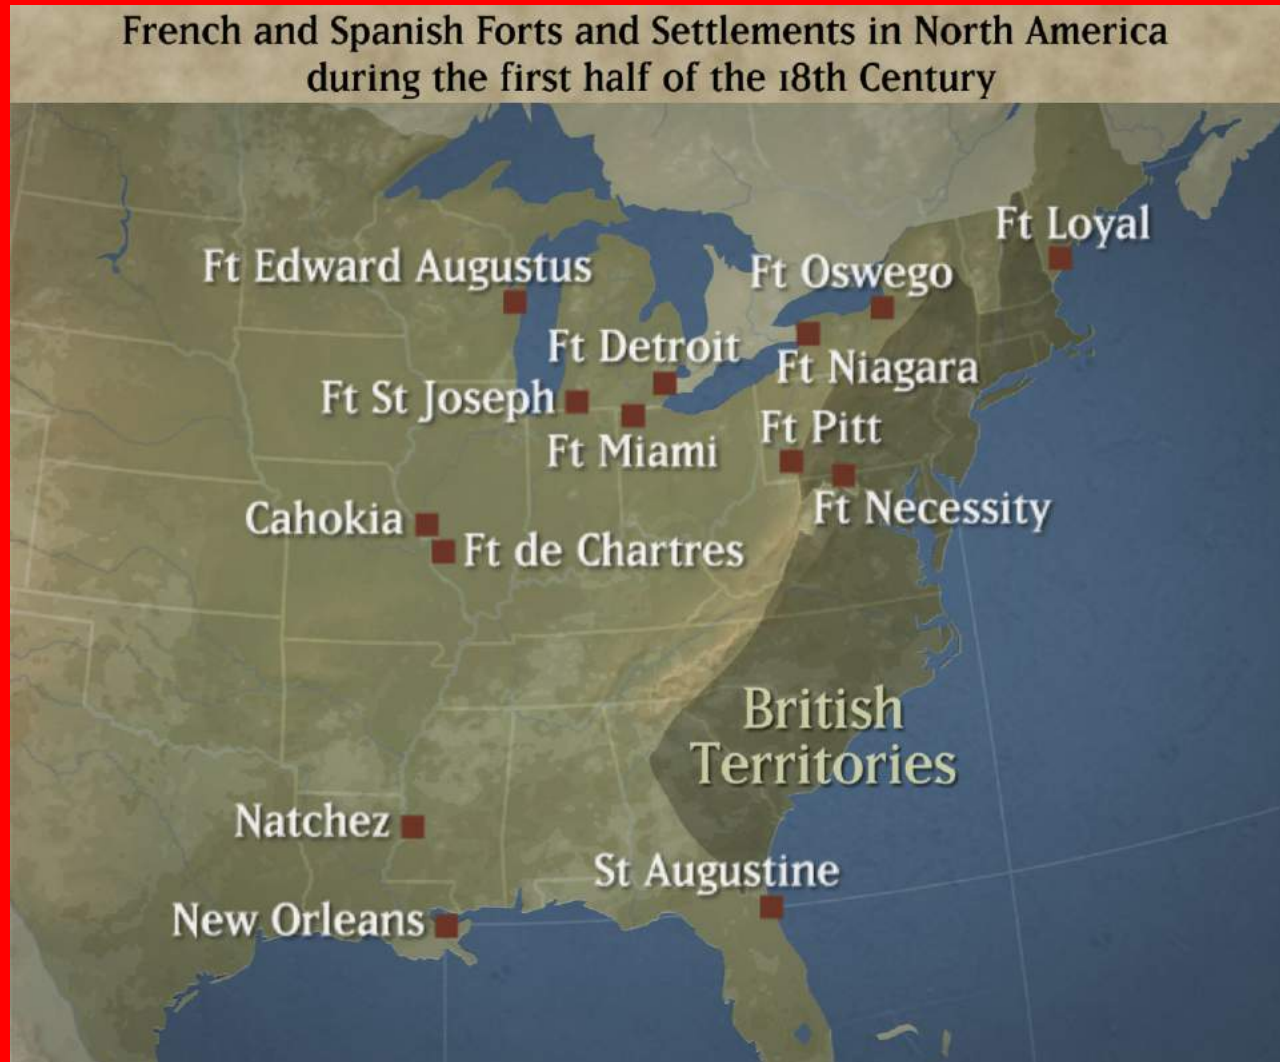 French and Spanish Forts and Settlements in North America
during the first half of the 18th Century
Ft Loyal
Ft Edward Augustus
Ft Oswego
Ft Detroit
Ft Niagara
Ft St Joseph
Ft Miami
Ft Pitt
Ft Necessity
Cahokia
Ft de Chartres
British
Territories
Natchez
St Augustine
New Orleans